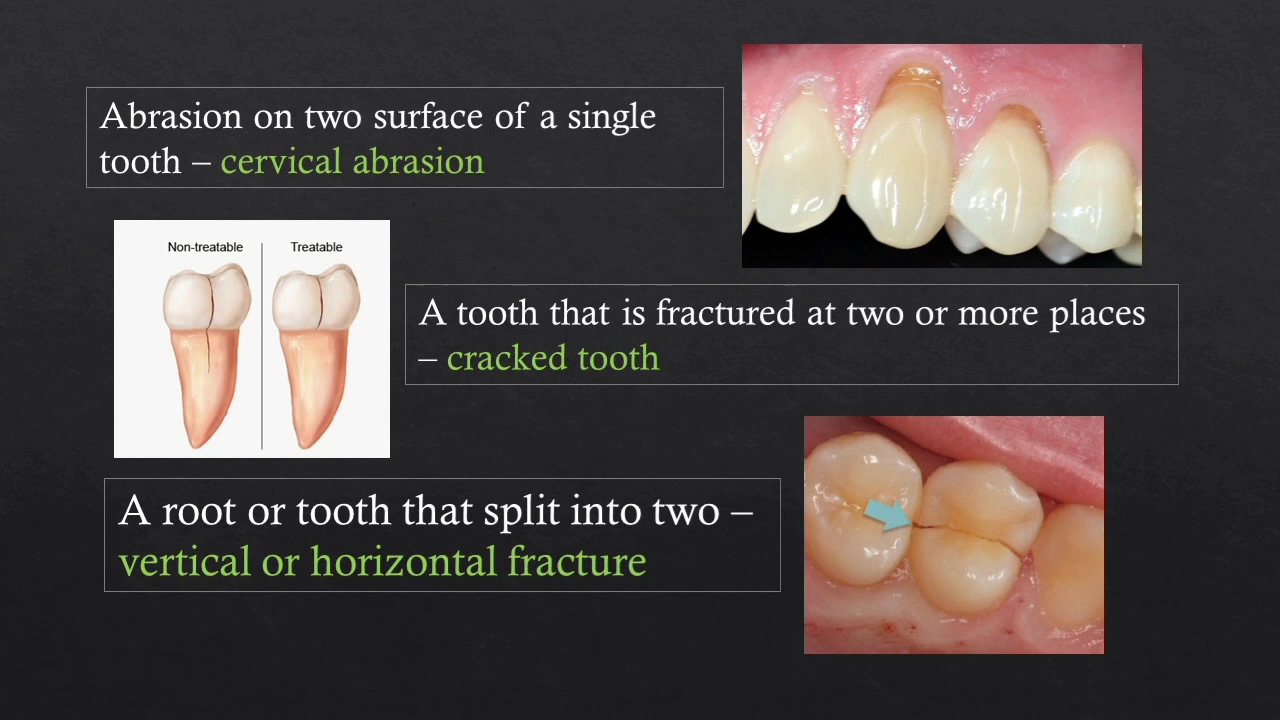 Abrasion on two surface of a single
tooth – cervical abrasion
Non-treatable
Treatable
A tooth that is fractured at two or more places
– cracked tooth
A root or tooth that split into two –
vertical or horizontal fracture